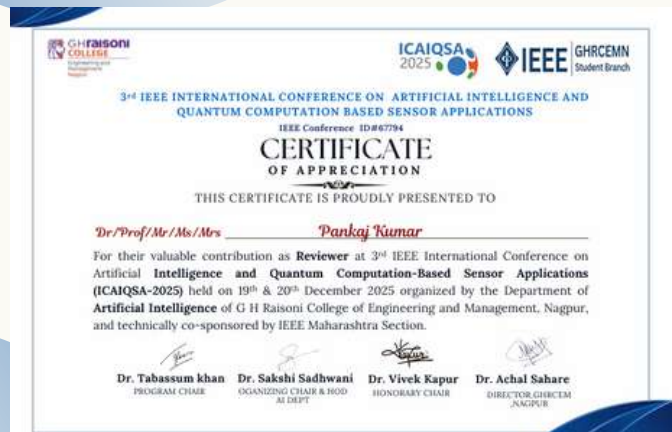 GHraisoni
COLLEGE
Engineering and
Management
Nagpur
ICAIQSA
2025
IEEE
GHRCEMN
Student Branch
3rd IEEE INTERNATIONAL CONFERENCE ON ARTIFICIAL INTELLIGENCE AND
QUANTUM COMPUTATION BASED SENSOR APPLICATIONS
IEEE Conference ID#67794
CERTIFICATE
OF APPRECIATION
THIS CERTIFICATE IS PROUDLY PRESENTED TO
Dr/Prof/Mr/Ms/Mrs Pankaj Kumar
For their valuable contribution as Reviewer at 3rd IEEE International Conference on
Artificial Intelligence and Quantum Computation-Based Sensor Applications
(ICAIQSA-2025) held on 19th & 20th December 2025 organized by the Department of
Artificial Intelligence of G H Raisoni College of Engineering and Management, Nagpur,
and technically co-sponsored by IEEE Maharashtra Section.
Dr. Tabassum khan Dr. Sakshi Sadhwani Dr. Vivek Kapur Dr. Achal Sahare
PROGRAM CHAIR OGANIZING CHAIR & HOD HONORARY CHAIR DIRECTOR,GHRCEM
AI DEPT ,NAGPUR